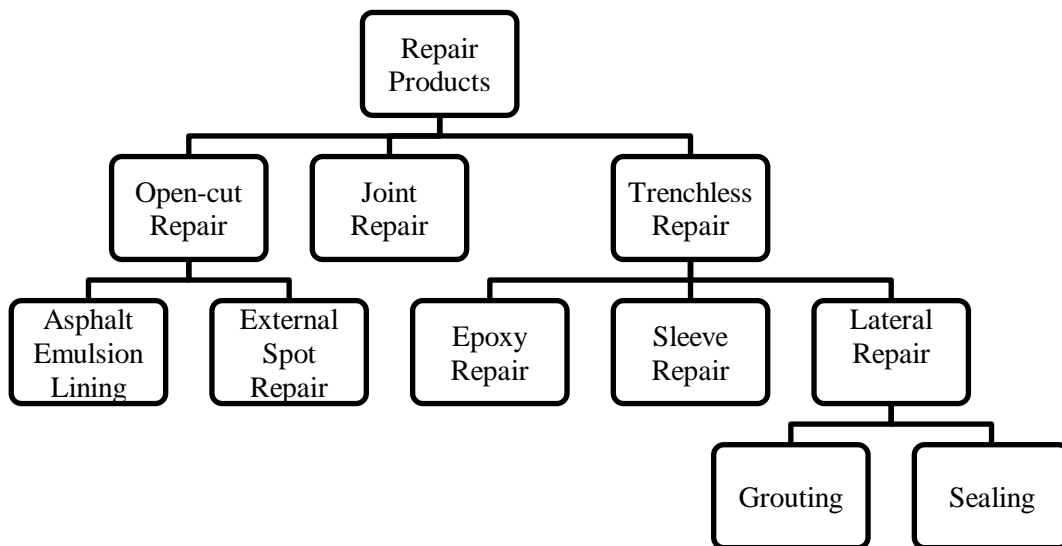 Repair
Products
Open-cut
Repair
Joint
Repair
Trenchless
Repair
Asphalt
Emulsion
Lining
External
Spot
Repair
Epoxy
Repair
Sleeve
Repair
Lateral
Repair
Grouting
Sealing